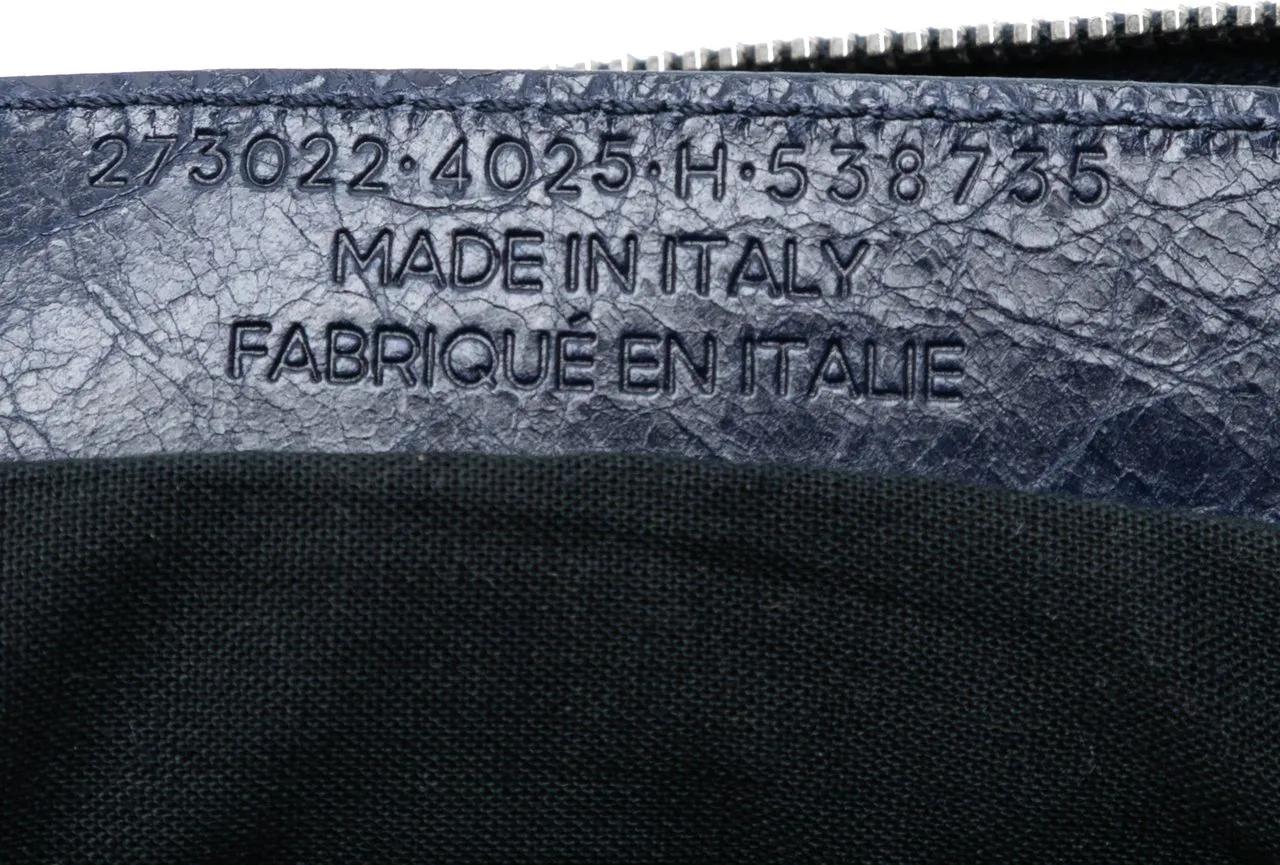 273022·4025·H·538735
MADE IN ITALY
FABRIQUÉ EN ITALIE